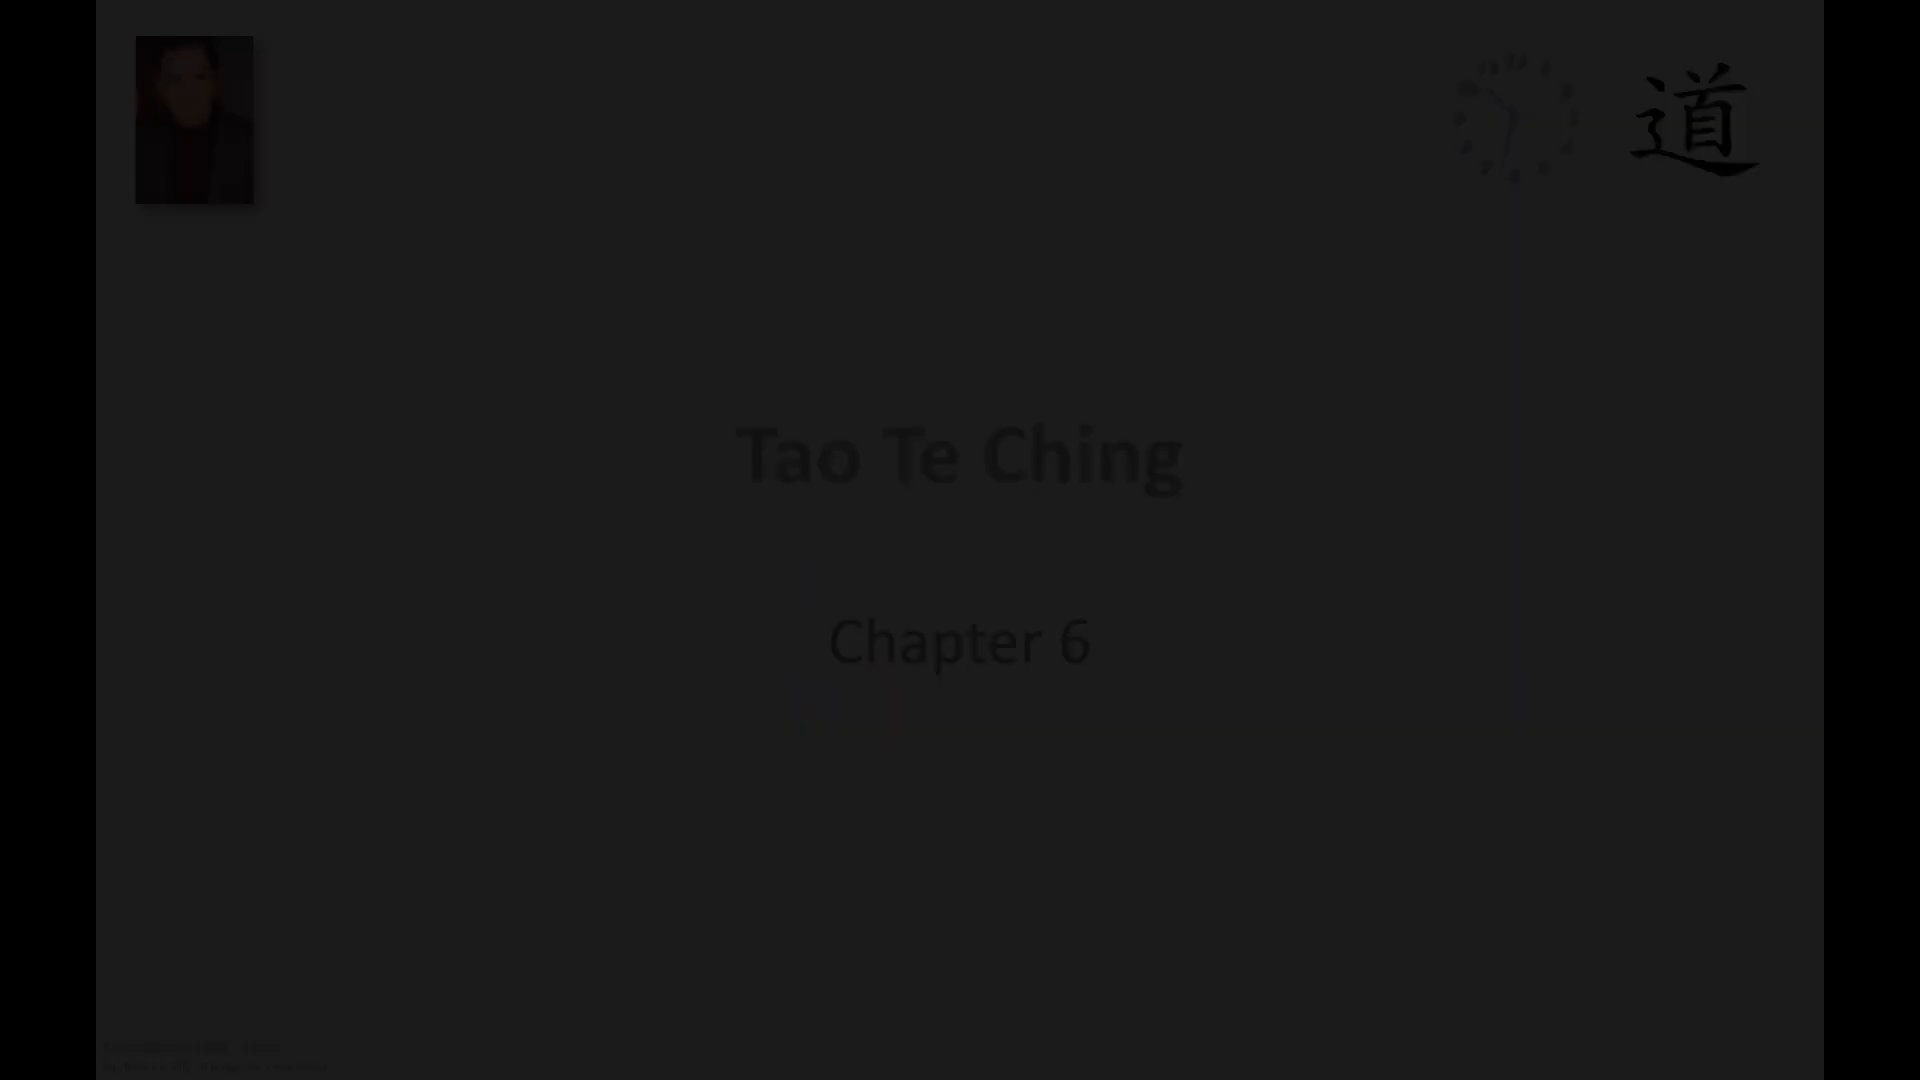 道
Tao Te Ching
Chapter 6